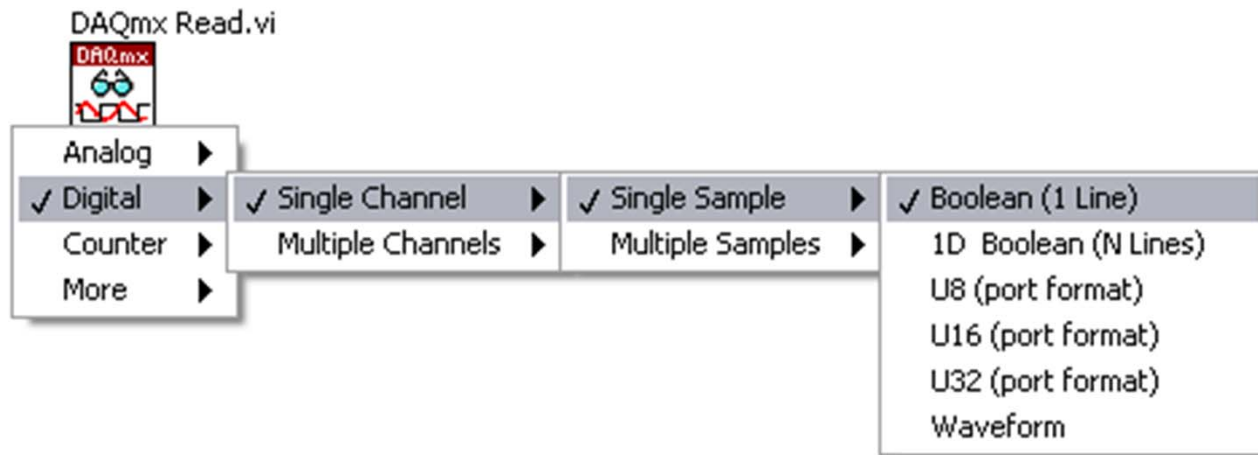 DAQmx Read.vi
DAQmx
Analog
✓ Digital
Counter
More
✓ Single Channel
Multiple Channels
✓ Single Sample
Multiple Samples
✓ Boolean (1 Line)
1D Boolean (N Lines)
U8 (port format)
U16 (port format)
U32 (port format)
Waveform